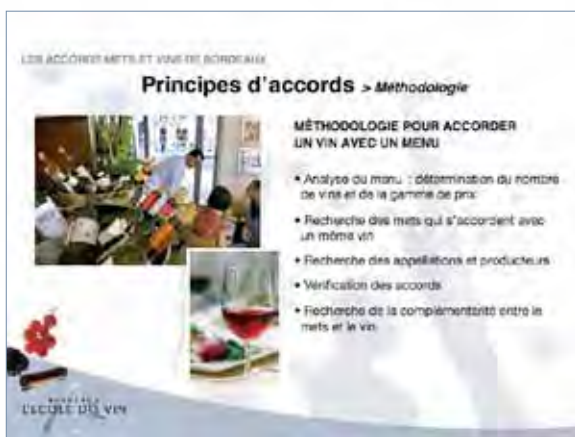 LES ACCORDS METS ET VINS DE BORDEAUX
Principes d'accords > Méthodologie
MÉTHODOLOGIE POUR ACCORDER
UN VIN AVEC UN MENU
• Analyse du menu : détermination du nombre
de vins et de la gamme de prix
• Recherche des mets qui s'accordent avec
un même vin
• Recherche des appellations et producteurs
• Vérification des accords
• Recherche de la complémentarité entre le
mets et le vin
BORDEAUX
L'ÉCOLE DU VIN